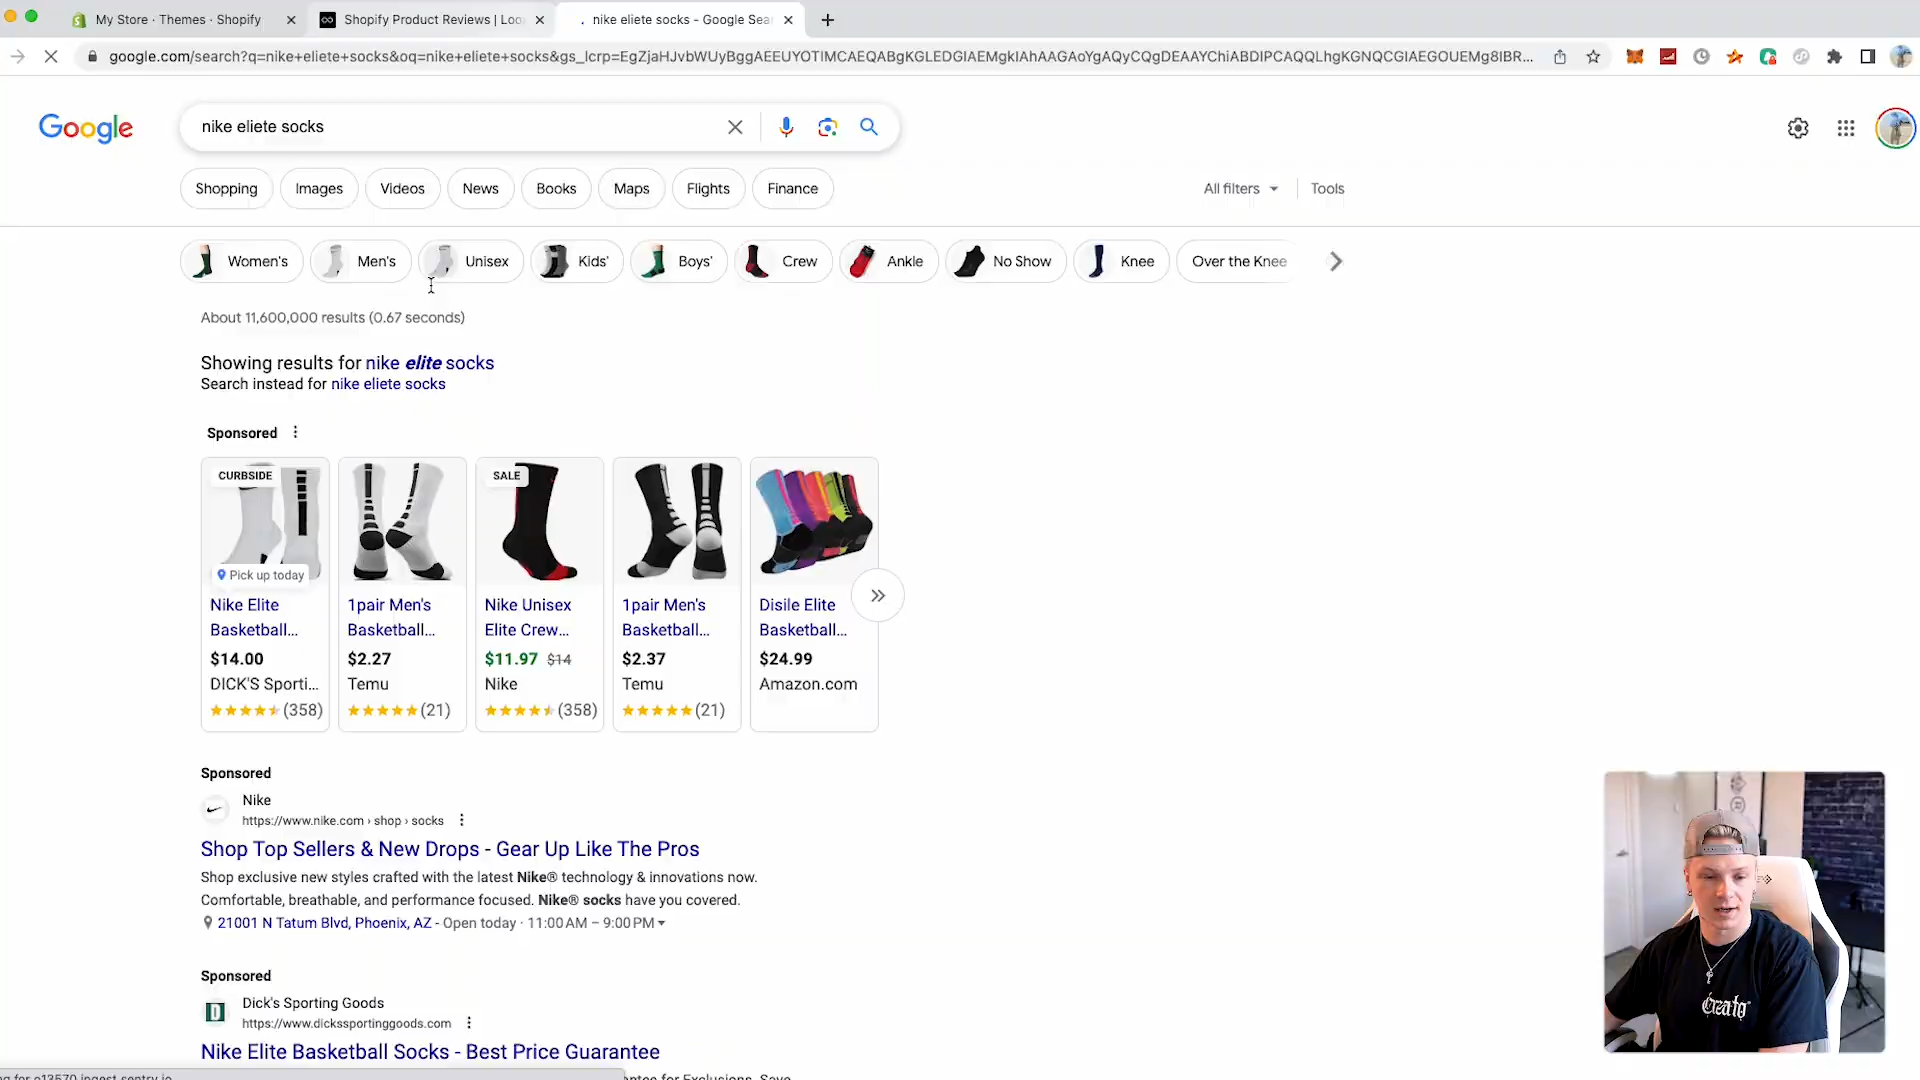 My Store · Themes · Shopify
Shopify Product Reviews | Loo
nike eliete socks - Google Sea
google.com/search?q=nike+eliete+socks&oq=nike+eliete+socks&gs_lcrp=EgZjaHJvbWUyBggAEEUYOTIMCAEQABgKGLEDGIAEMgkIAhAAGAoYgAQyCQgDEAAYChiABDIPCAQQLhgKGNQCGIAEGOUEMg8IBR...
Google
nike eliete socks
Shopping Images Videos News Books Maps Flights Finance
All filters Tools
Women's Men's Unisex Kids' Boys' Crew Ankle No Show Knee Over the Knee
About 11,600,000 results (0.67 seconds)
Showing results for nike elite socks
Search instead for nike eliete socks
Sponsored
CURBSIDE
Pick up today
Nike Elite
Basketball...
$14.00
DICK'S Sporti...
(358)
1pair Men's
Basketball...
$2.27
Temu
(21)
SALE
Nike Unisex
Elite Crew...
$11.97 $14
Nike
(358)
1pair Men's
Basketball...
$2.37
Temu
(21)
Disile Elite
Basketball...
$24.99
Amazon.com
Sponsored
Nike
https://www.nike.com › shop › socks
Shop Top Sellers & New Drops - Gear Up Like The Pros
Shop exclusive new styles crafted with the latest Nike® technology & innovations now.
Comfortable, breathable, and performance focused. Nike® socks have you covered.
21001 N Tatum Blvd, Phoenix, AZ - Open today · 11:00 AM – 9:00 PM
Sponsored
Dick's Sporting Goods
https://www.dickssportinggoods.com
Nike Elite Basketball Socks - Best Price Guarantee